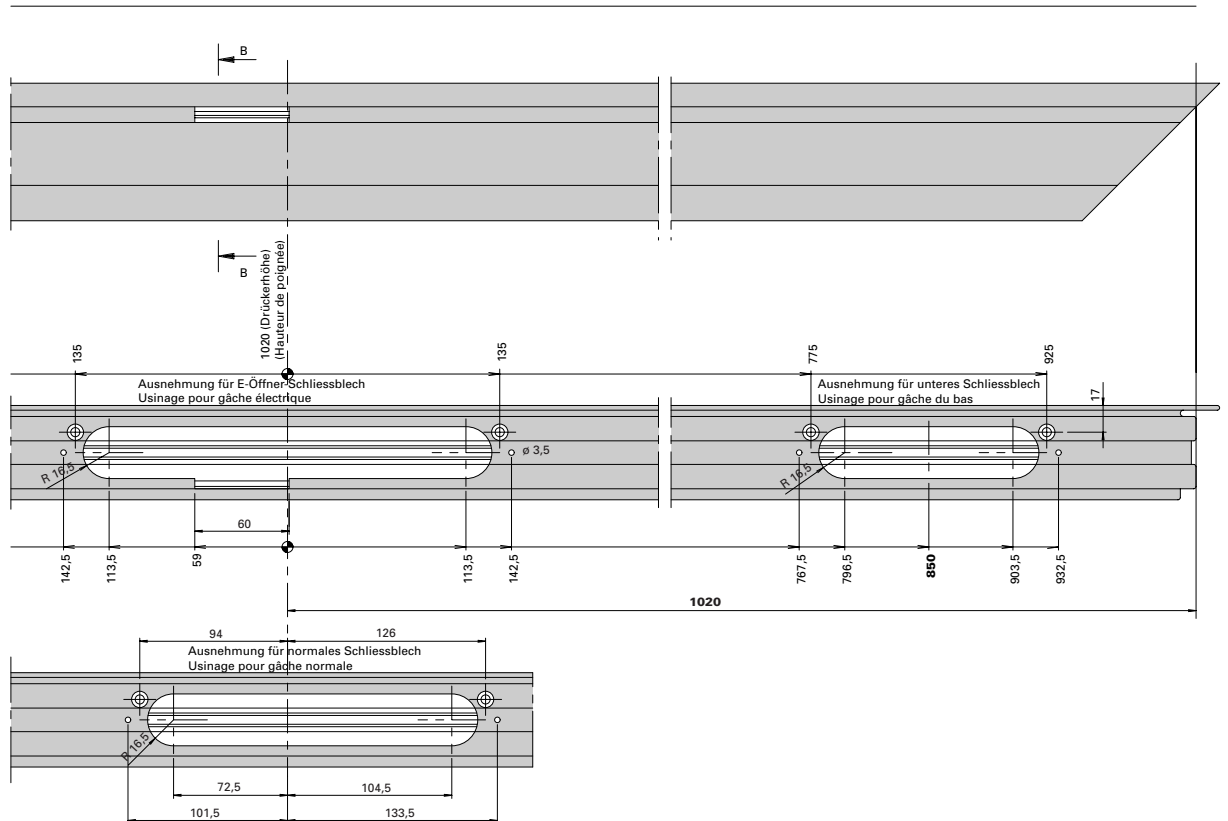 B
B
1020 (Drückerhöhe)
(Hauteur de poignée)
135
135
775
925
Ausnehmung für E-Öffner-Schliessblech
Usinage pour gâche électrique
Ausnehmung für unteres Schliessblech
Usinage pour gâche du bas
17
R 16,5
ø 3,5
R 16,5
60
142,5
113,5
59
113,5
142,5
767,5
796,5
850
903,5
932,5
1020
94
126
Ausnehmung für normales Schliessblech
Usinage pour gâche normale
R 16,5
72,5
104,5
101,5
133,5